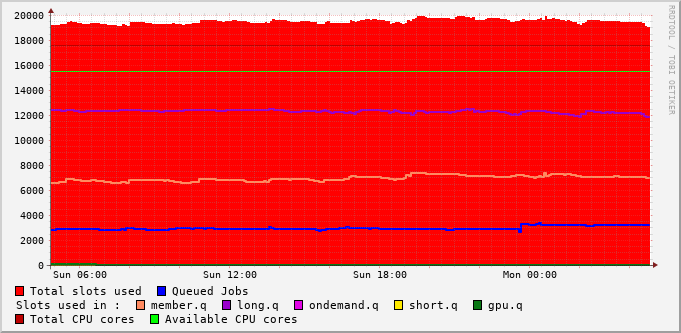 20000
18000
16000
14000
12000
10000
8000
6000
4000
2000
0
Sun 06:00 Sun 12:00 Sun 18:00 Mon 00:00
RRDTOOL / TOBI OETIKER
Total slots used Queued Jobs
Slots used in : member.q long.q ondemand.q short.q gpu.q
Total CPU cores Available CPU cores